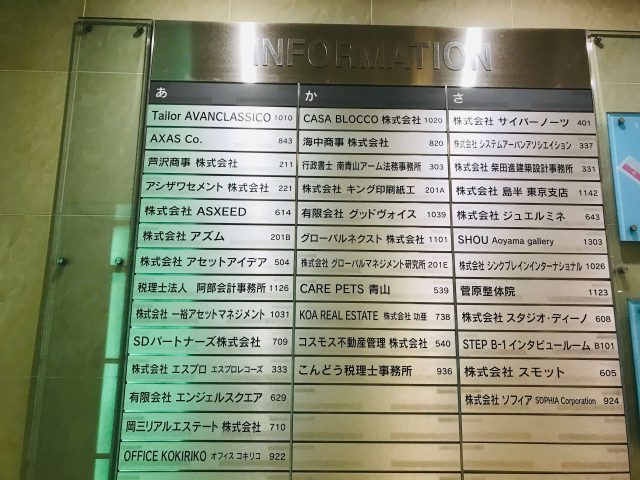 INFORMATION
あ
Tailor AVANCLASSICO 1010
AXAS Co. 843
芦沢商事 株式会社 211
アシザワセメント 株式会社 221
株式会社 ASXEED 614
株式会社 アズム 201B
株式会社 アセットアイデア 504
税理士法人 阿部会計事務所 1126
株式会社 一裕アセットマネジメント 1031
SDパートナーズ株式会社 709
株式会社 エスプロ エスプロレコーズ 333
有限会社 エンジェルスクエア 629
岡三リアルエステート 株式会社 710
OFFICE KOKIRIKO オフィス コキリコ 922
か
CASA BLOCCO 株式会社 1020
海中商事 株式会社 820
行政書士 南青山アーム法務事務所 303
株式会社 キング印刷紙工 201A
有限会社 グッドヴォイス 1039
グローバルネクスト 株式会社 1101
株式会社 グローバルマネジメント研究所 201E
CARE PETS 青山 539
KOA REAL ESTATE 株式会社 功亜 738
コスモス不動産管理 株式会社 540
こんどう税理士事務所 936
さ
株式会社 サイバーノーツ 401
株式会社 システムアーバンアソシエイション 337
株式会社 柴田進建築設計事務所 331
株式会社 島半 東京支店 1142
株式会社 ジュエルミネ 643
SHOU Aoyama gallery 1303
株式会社 シンクブレインインターナショナル 1026
菅原整体院 1123
株式会社 スタジオ・ディーノ 608
STEP B-1 インタビュールーム B101
株式会社 スモット 605
株式会社 ソフィア SOPHIA Corporation 924